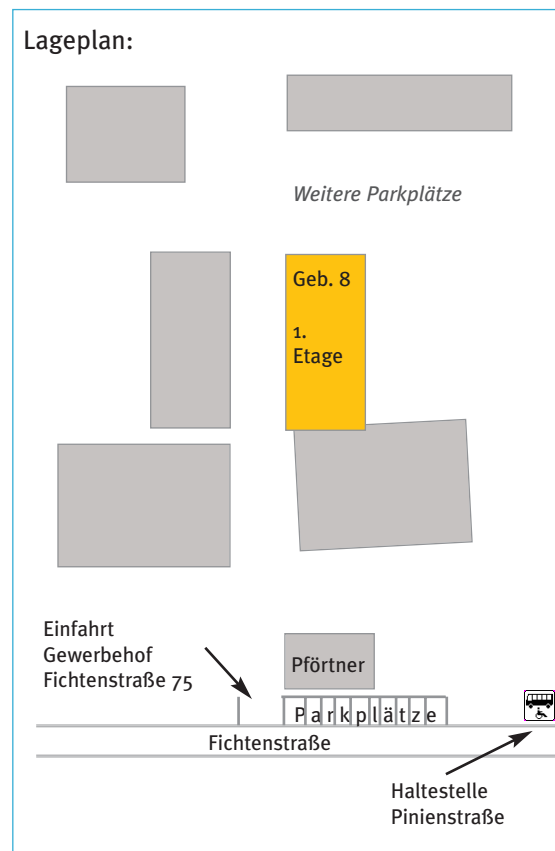 Lageplan:
Weitere Parkplätze
Geb. 8
1.
Etage
Einfahrt
Gewerbehof
Fichtenstraße 75
Pförtner
Parkplätze
Fichtenstraße
Haltestelle
Pinienstraße